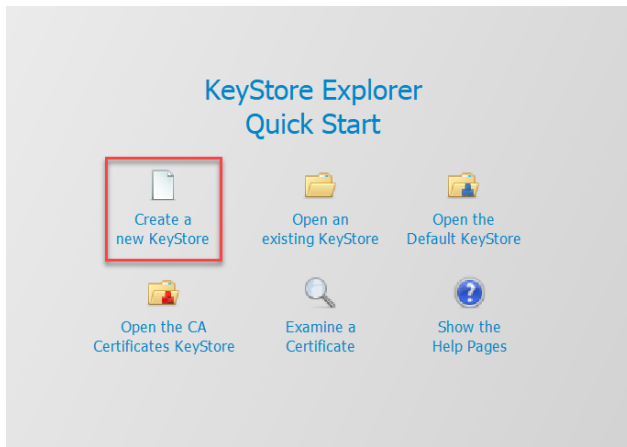 KeyStore Explorer
Quick Start
Create a
new KeyStore
Open an
existing KeyStore
Open the
Default KeyStore
Open the CA
Certificates KeyStore
Examine a
Certificate
Show the
Help Pages